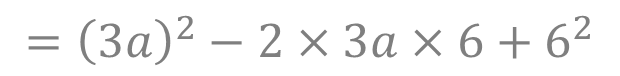 = (3a)² − 2 × 3a × 6 + 6²